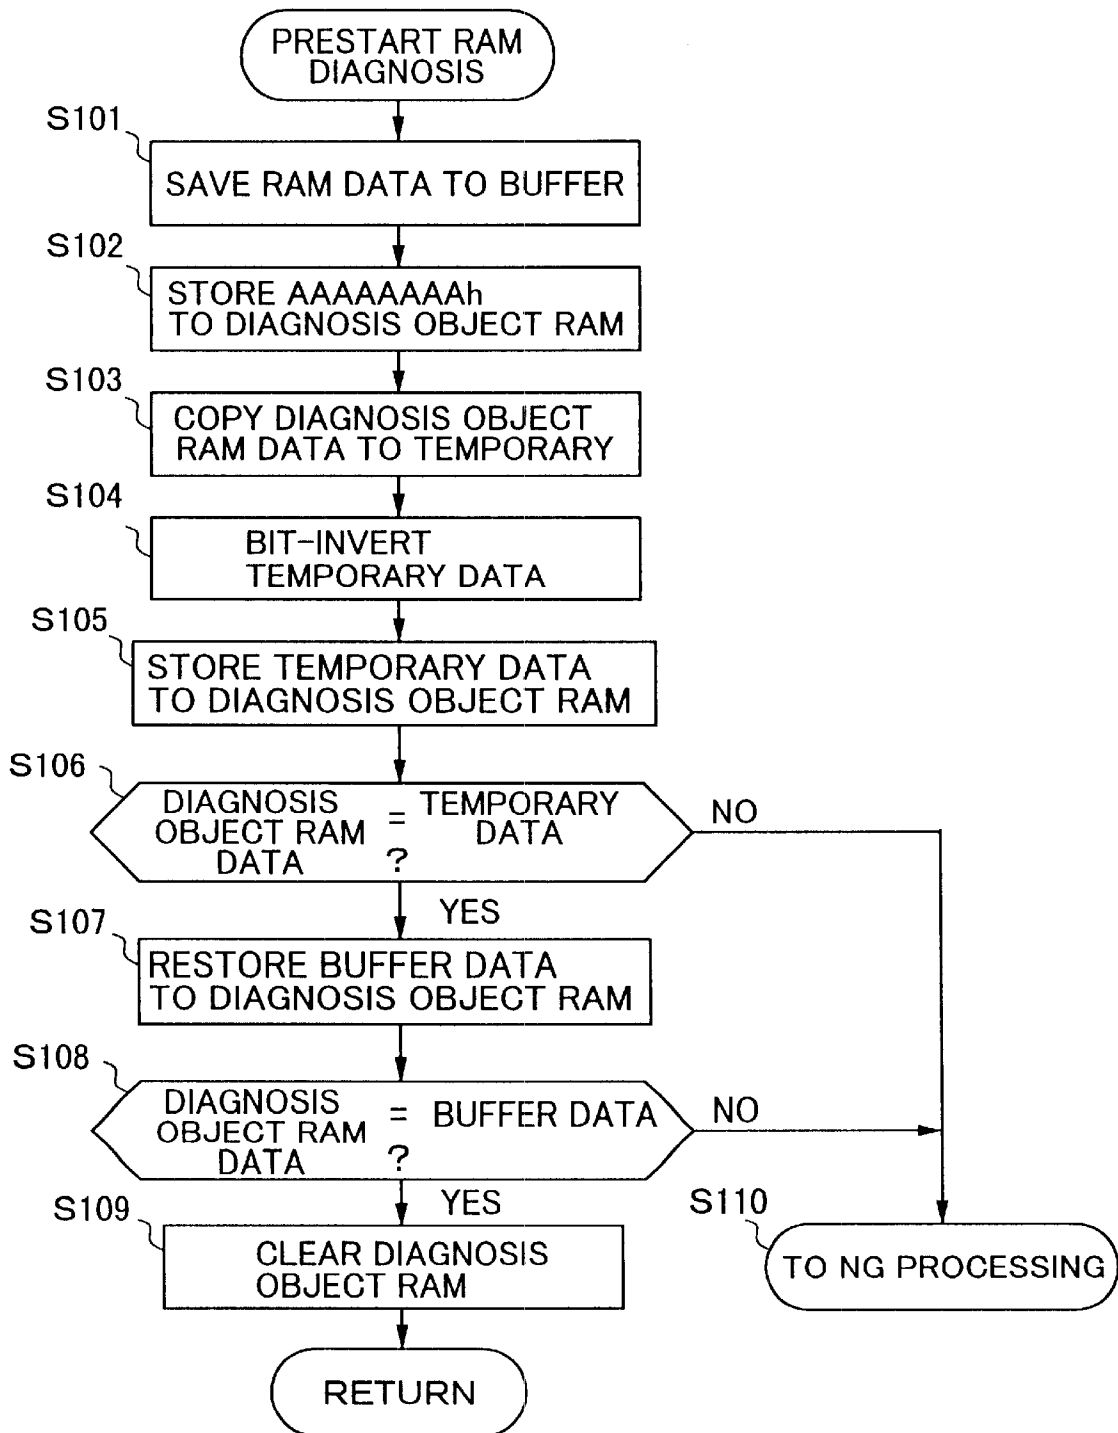 PRESTART RAM
DIAGNOSIS
S101
SAVE RAM DATA TO BUFFER
S102
STORE AAAAAAAAh
TO DIAGNOSIS OBJECT RAM
S103
COPY DIAGNOSIS OBJECT
RAM DATA TO TEMPORARY
S104
BIT-INVERT
TEMPORARY DATA
S105
STORE TEMPORARY DATA
TO DIAGNOSIS OBJECT RAM
S106
DIAGNOSIS
OBJECT RAM
DATA
=
?
TEMPORARY
DATA
NO
YES
S107
RESTORE BUFFER DATA
TO DIAGNOSIS OBJECT RAM
S108
DIAGNOSIS
OBJECT RAM
DATA
=
?
BUFFER DATA
NO
YES
S109
CLEAR DIAGNOSIS
OBJECT RAM
S110
TO NG PROCESSING
RETURN